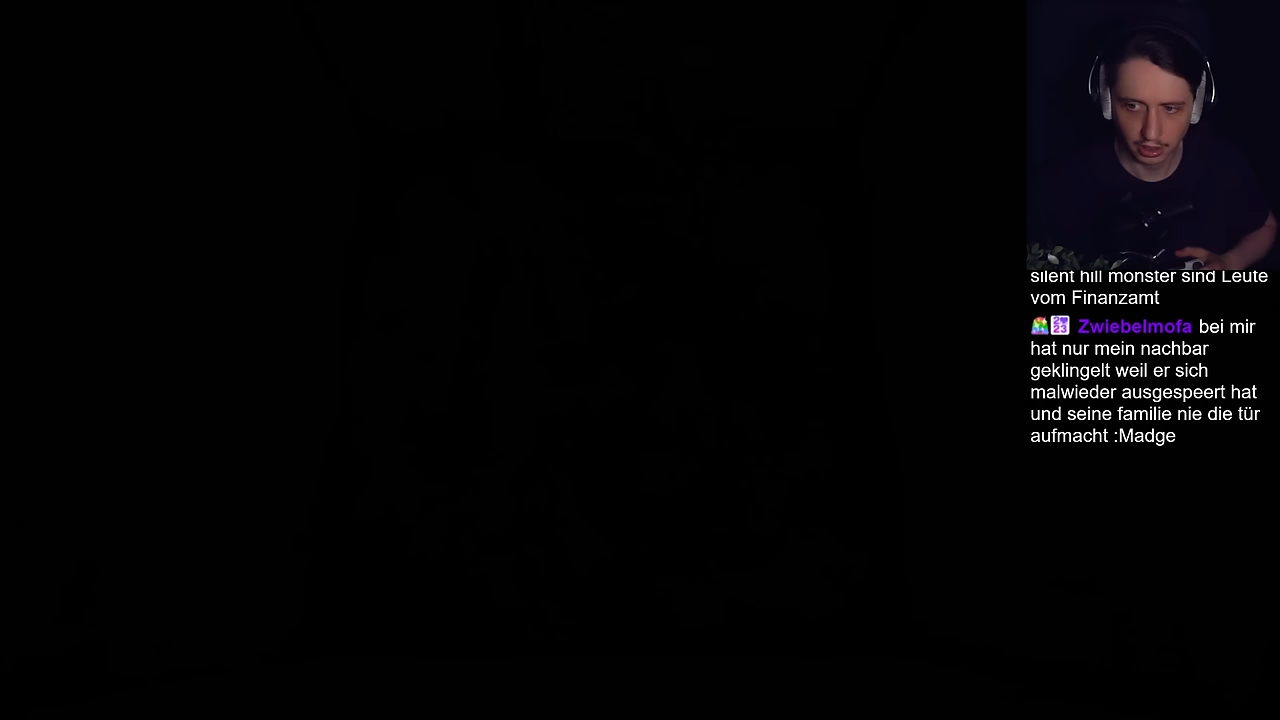 silent hill monster sind Leute
vom Finanzamt
Zwiebelmofa bei mir
hat nur mein nachbar
geklingelt weil er sich
malwieder ausgespeert hat
und seine familie nie die tür
aufmacht :Madge